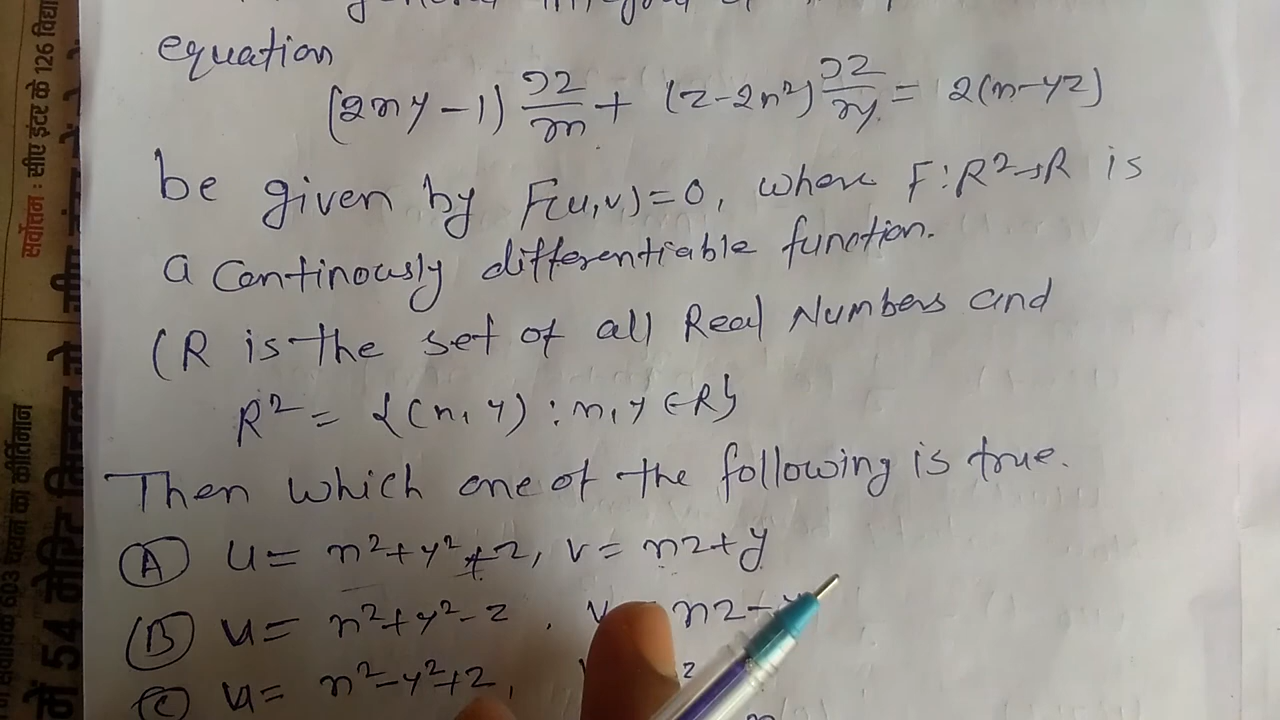 equation
(2xy-1) ∂z/∂x + (z-2x²) ∂z/∂y = 2(x-yz)
be given by F(u,v)=0, where F:R²→R is
a continously differentiable function.
(R is the set of all Real Numbers and
R² = {(x,y) : x,y ∈ R}
Then which one of the following is true.
(A) u = x²+y²+z, v = xz+y
(B) u = x²+y²-z, v xz-
(C) u = x²-y²+z,
सर्वोत्तम : सीए इंटर के 126 विद्या
में 54 मेरिट